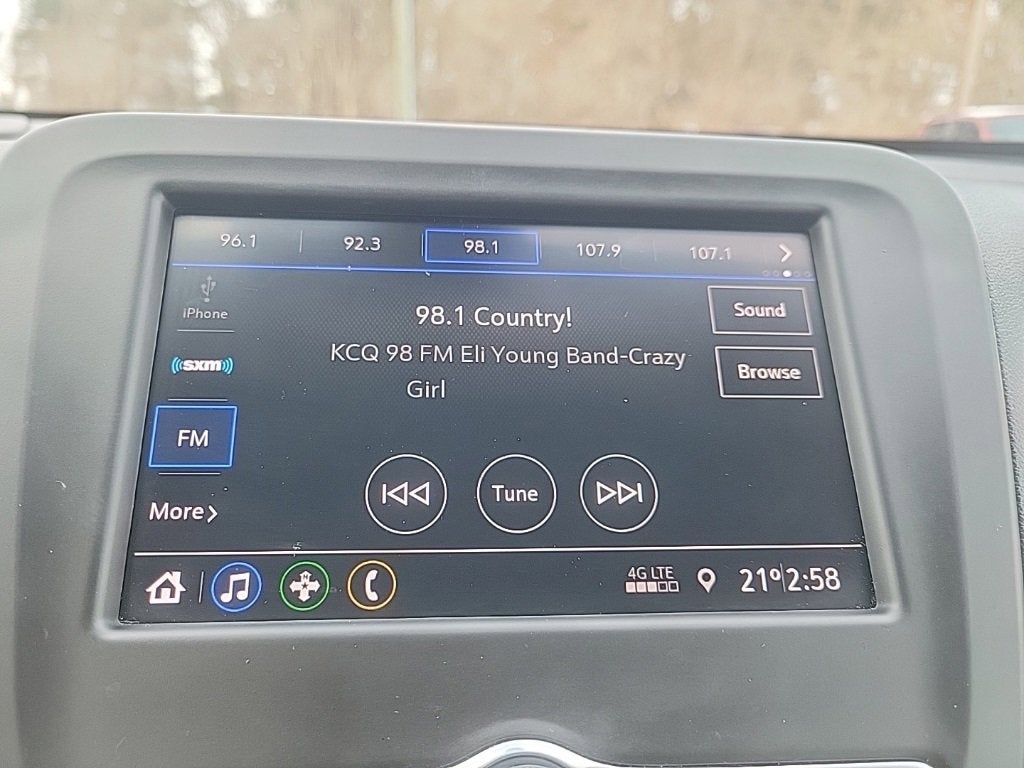 96.1 92.3 98.1 107.9 107.1
iPhone
98.1 Country!
Sound
KCQ 98 FM Eli Young Band-Crazy
Girl
sxm
Browse
FM
Tune
More
N
4G LTE
21° 2:58